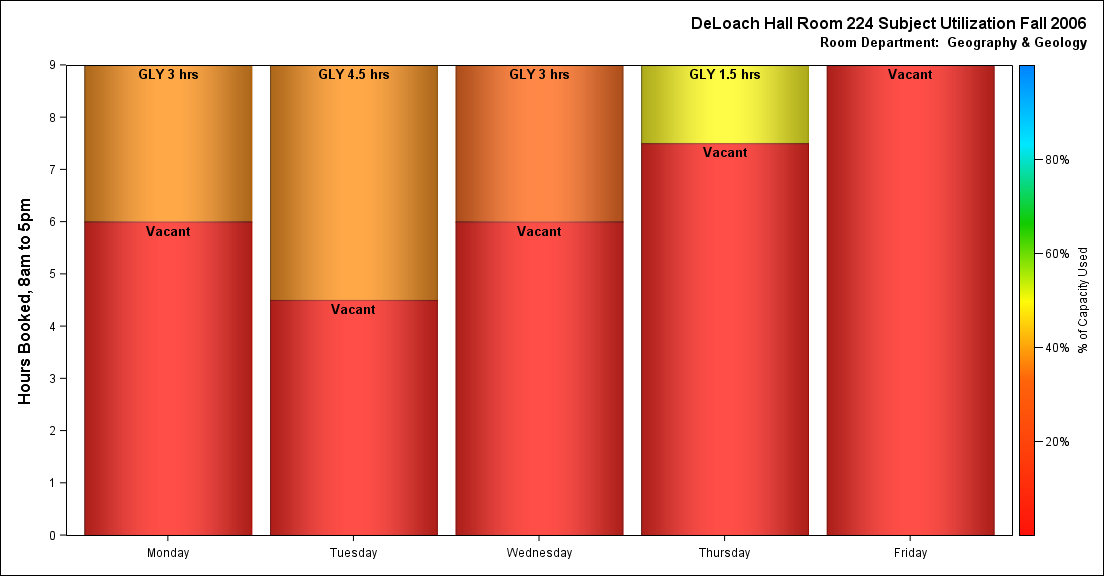 DeLoach Hall Room 224 Subject Utilization Fall 2006
Room Department: Geography & Geology
Hours Booked, 8am to 5pm
9
8
7
6
5
4
3
2
1
0
GLY 3 hrs
GLY 4.5 hrs
GLY 3 hrs
GLY 1.5 hrs
Vacant
Vacant
Vacant
Vacant
Vacant
Monday
Tuesday
Wednesday
Thursday
Friday
80%
60%
40%
20%
% of Capacity Used